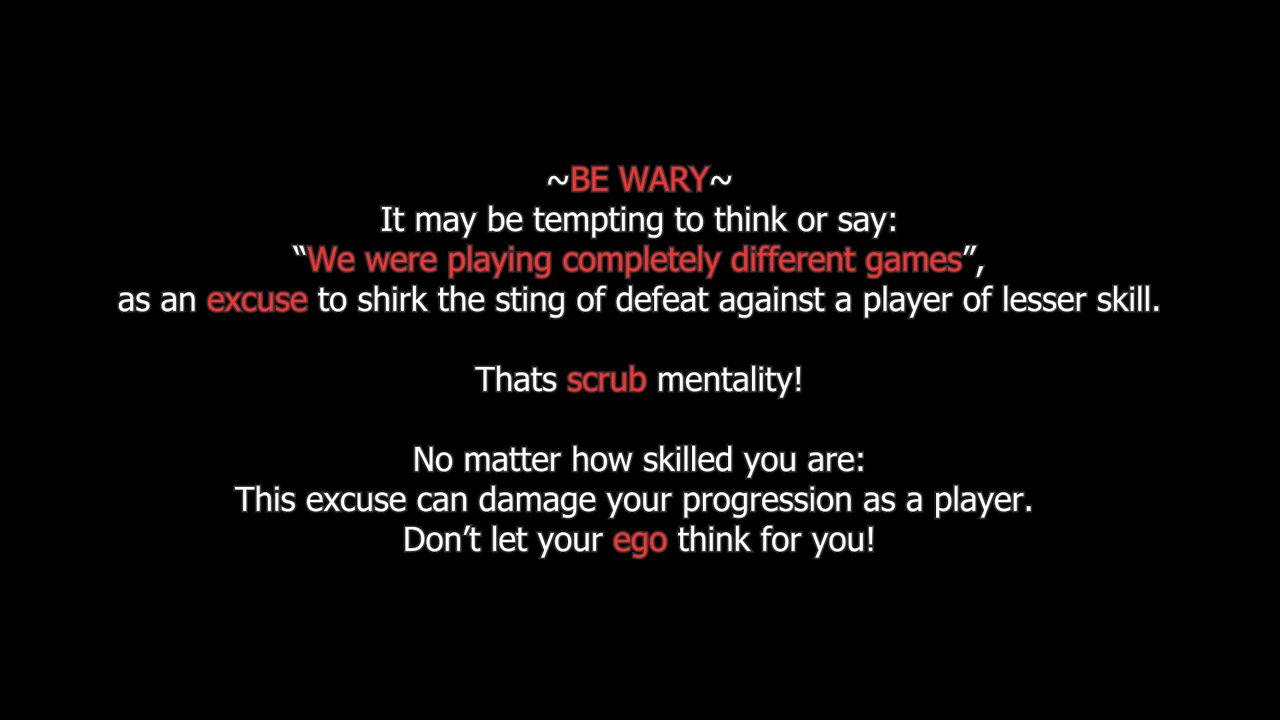 ~BE WARY~
It may be tempting to think or say:
“We were playing completely different games”,
as an excuse to shirk the sting of defeat against a player of lesser skill.
Thats scrub mentality!
No matter how skilled you are:
This excuse can damage your progression as a player.
Don’t let your ego think for you!